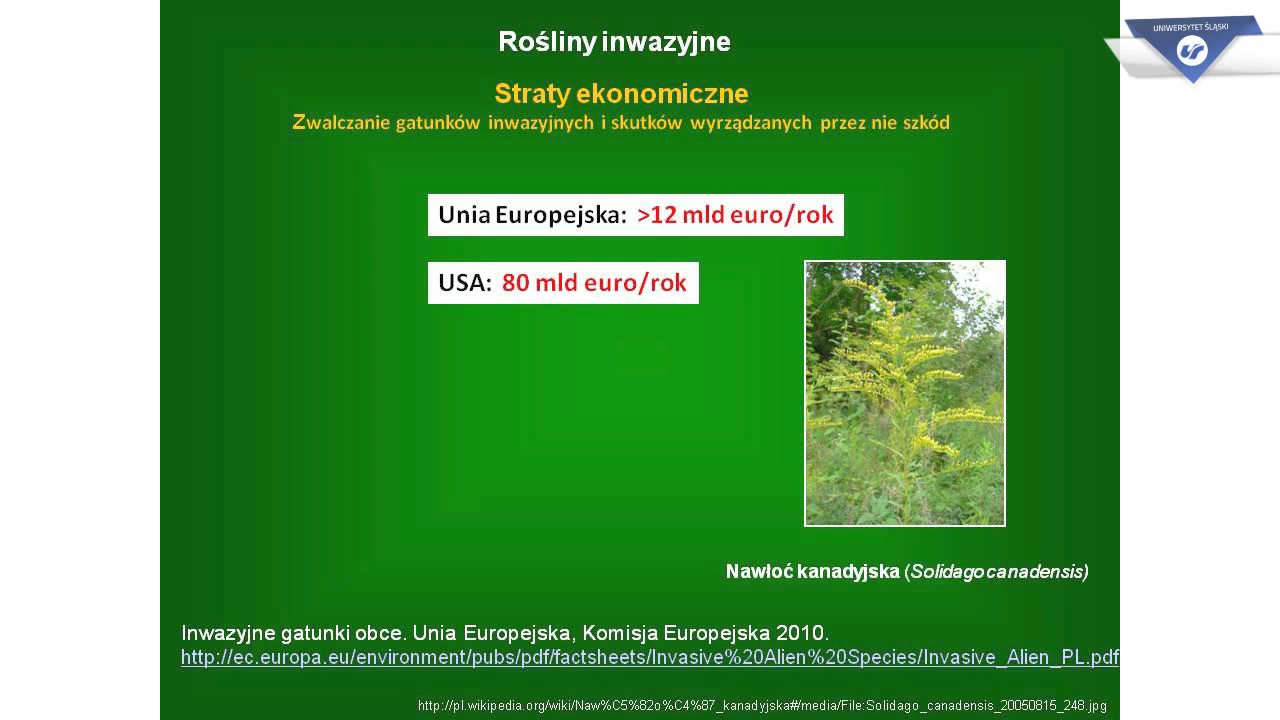 Rośliny inwazyjne
UNIWERSYTET ŚLĄSKI
Straty ekonomiczne
Zwalczanie gatunków inwazyjnych i skutków wyrządzanych przez nie szkód
Unia Europejska: >12 mld euro/rok
USA: 80 mld euro/rok
Nawłoć kanadyjska (Solidago canadensis)
Inwazyjne gatunki obce. Unia Europejska, Komisja Europejska 2010.
http://ec.europa.eu/environment/pubs/pdf/factsheets/Invasive%20Alien%20Species/Invasive_Alien_PL.pdf
http://pl.wikipedia.org/wiki/Naw%C5%82o%C4%87_kanadyjska#/media/File:Solidago_canadensis_20050815_248.jpg